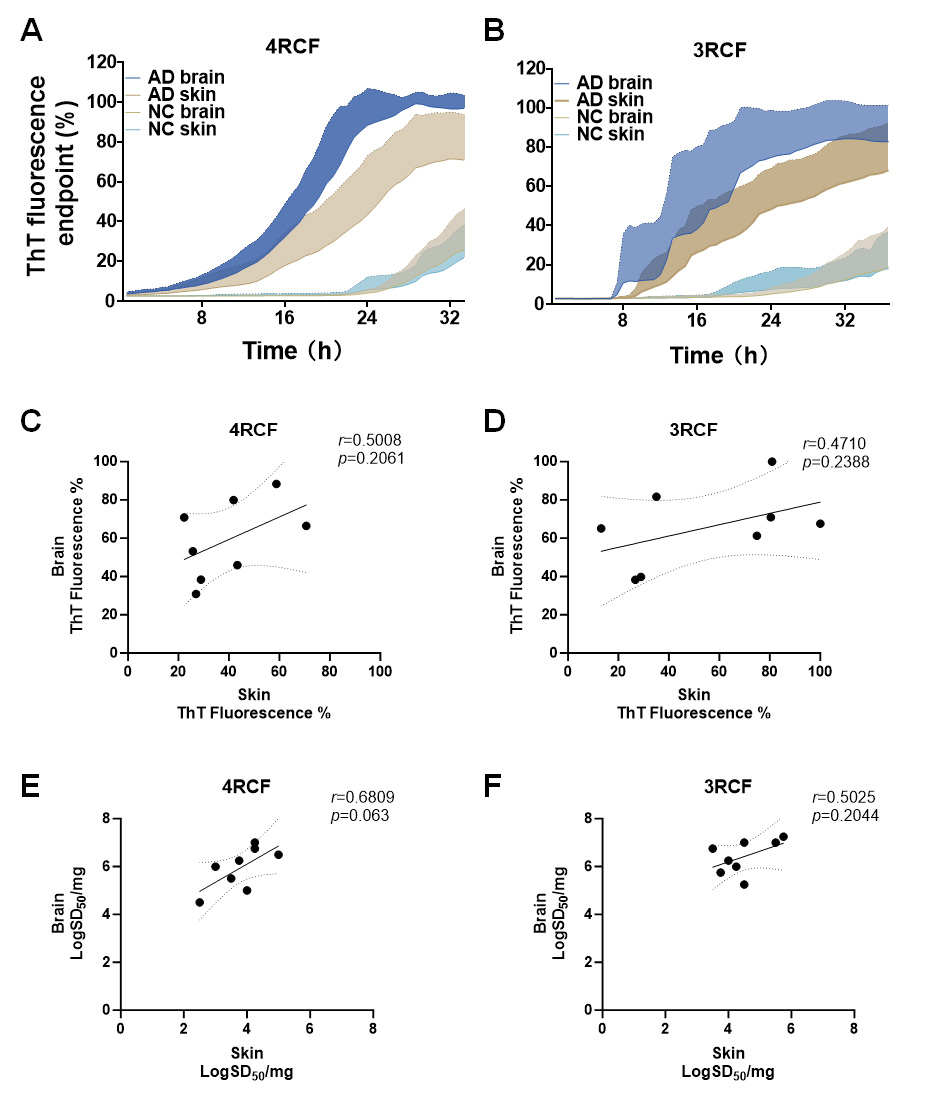 A
4RCF
ThT fluorescence
endpoint (%)
120
100
80
60
40
20
0
AD brain
AD skin
NC brain
NC skin
8
16
24
32
Time（h）
B
3RCF
120
100
80
60
40
20
0
AD brain
AD skin
NC brain
NC skin
8
16
24
32
Time（h）
C
4RCF
r=0.5008
p=0.2061
Brain
ThT Fluorescence %
100
80
60
40
20
0
0
20
40
60
80
100
Skin
ThT Fluorescence %
D
3RCF
r=0.4710
p=0.2388
Brain
ThT Fluorescence %
100
80
60
40
20
0
0
20
40
60
80
100
Skin
ThT Fluorescence %
E
4RCF
r=0.6809
p=0.063
Brain
LogSD50/mg
8
6
4
2
0
0
2
4
6
8
Skin
LogSD50/mg
F
3RCF
r=0.5025
p=0.2044
Brain
LogSD50/mg
8
6
4
2
0
0
2
4
6
8
Skin
LogSD50/mg